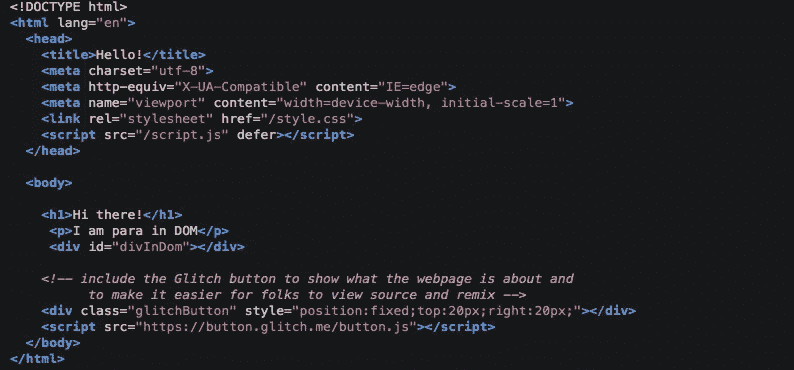 <!DOCTYPE html>
<html lang="en">
<head>
<title>Hello!</title>
<meta charset="utf-8">
<meta http-equiv="X-UA-Compatible" content="IE=edge">
<meta name="viewport" content="width=device-width, initial-scale=1">
<link rel="stylesheet" href="/style.css">
<script src="/script.js" defer></script>
</head>
<body>
<h1>Hi there!</h1>
<p>I am para in DOM</p>
<div id="divInDom"></div>
<!-- include the Glitch button to show what the webpage is about and
to make it easier for folks to view source and remix -->
<div class="glitchButton" style="position:fixed;top:20px;right:20px;"></div>
<script src="https://button.glitch.me/button.js"></script>
</body>
</html>